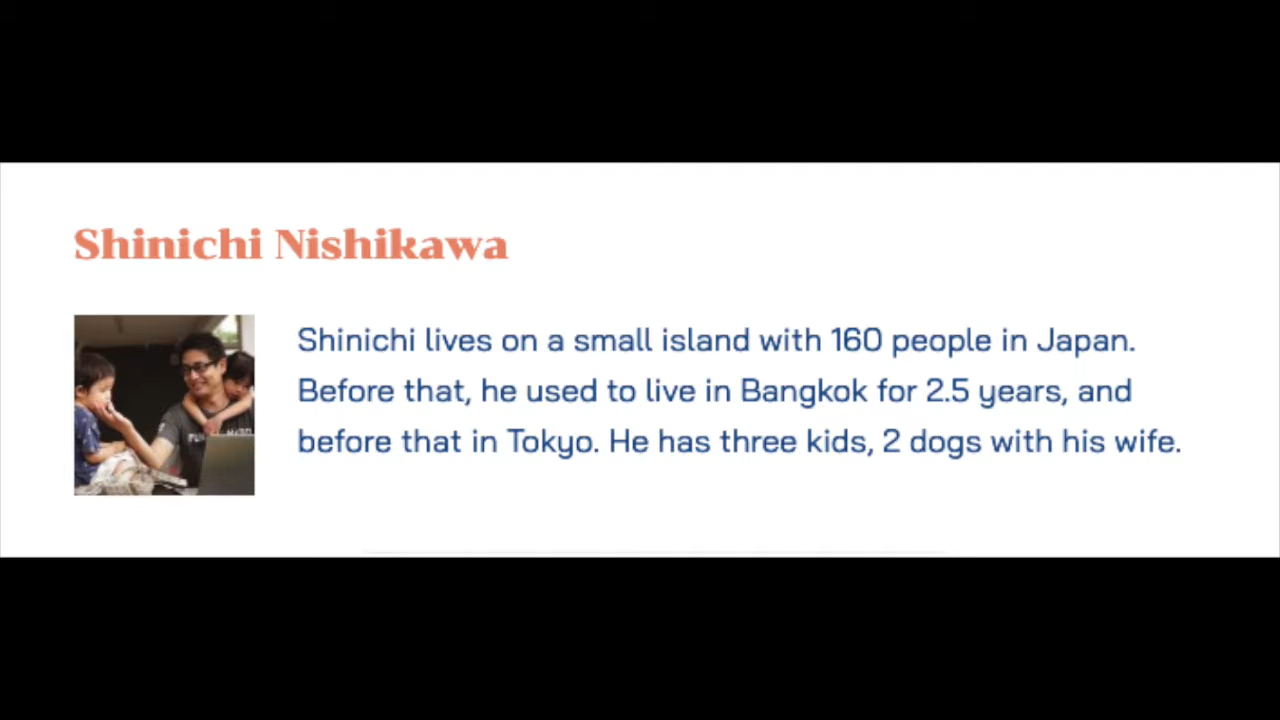 Shinichi Nishikawa
Shinichi lives on a small island with 160 people in Japan.
Before that, he used to live in Bangkok for 2.5 years, and
before that in Tokyo. He has three kids, 2 dogs with his wife.